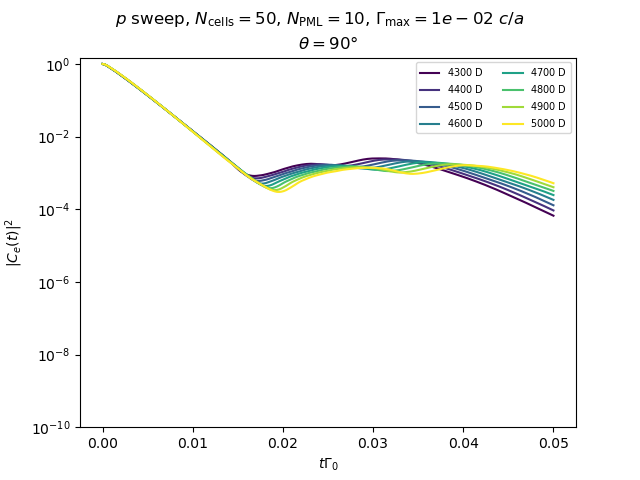 p sweep, N_cells = 50, N_PML = 10, Γ_max = 1e − 02 c/a
θ = 90°
10^0
10^−2
10^−4
10^−6
10^−8
10^−10
|C_e(t)|^2
4300 D
4400 D
4500 D
4600 D
4700 D
4800 D
4900 D
5000 D
0.00 0.01 0.02 0.03 0.04 0.05
tΓ_0